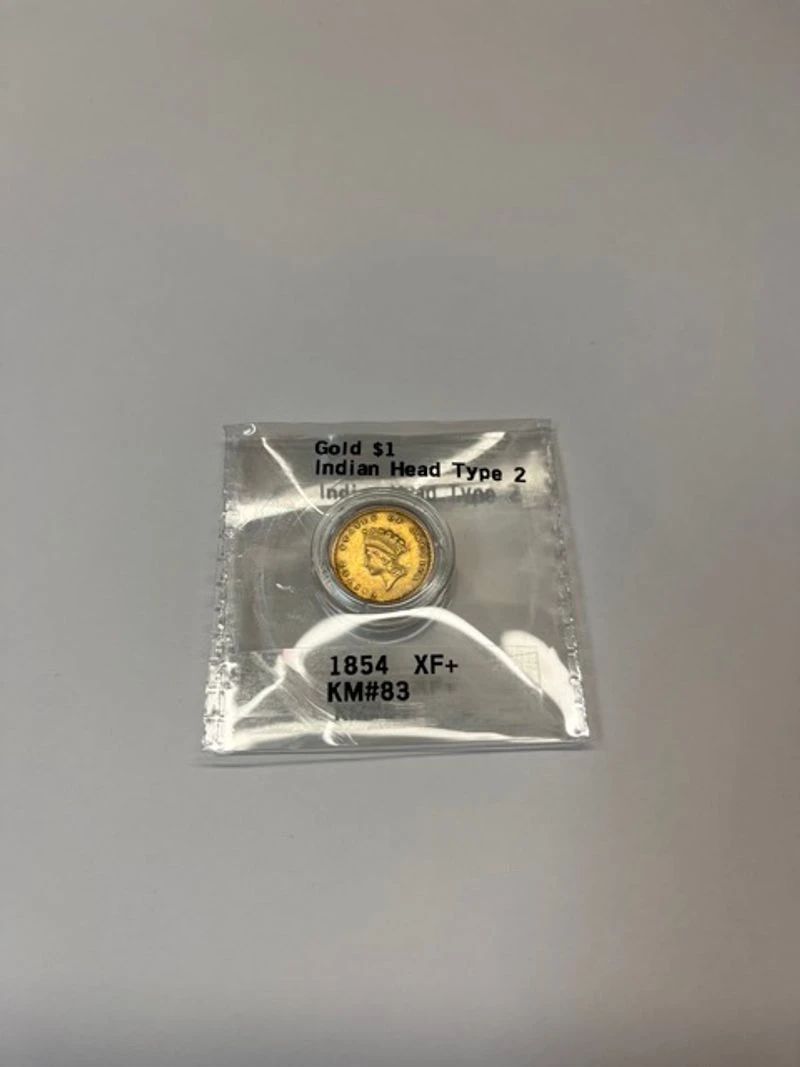 Gold $1
Indian Head Type 2
1854 XF+
KM#83